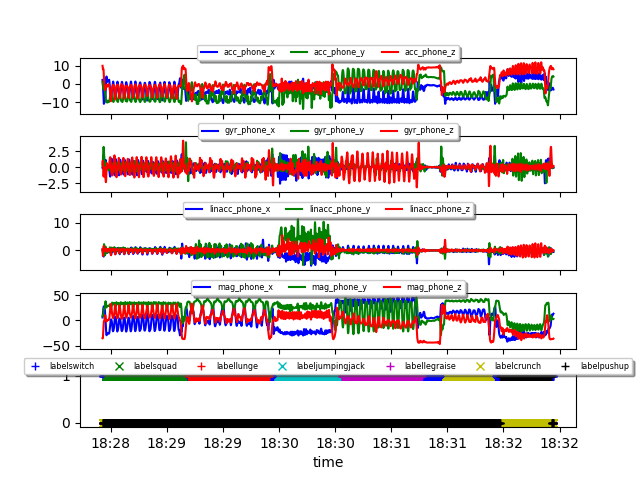 acc_phone_x acc_phone_y acc_phone_z
10
0
−10
gyr_phone_x gyr_phone_y gyr_phone_z
2.5
0.0
−2.5
linacc_phone_x linacc_phone_y linacc_phone_z
10
0
mag_phone_x mag_phone_y mag_phone_z
50
0
−50
labelswitch labelsquad labellunge labeljumpingjack labellegraise labelcrunch labelpushup
1
0
18:28 18:29 18:29 18:30 18:30 18:31 18:31 18:32 18:32
time